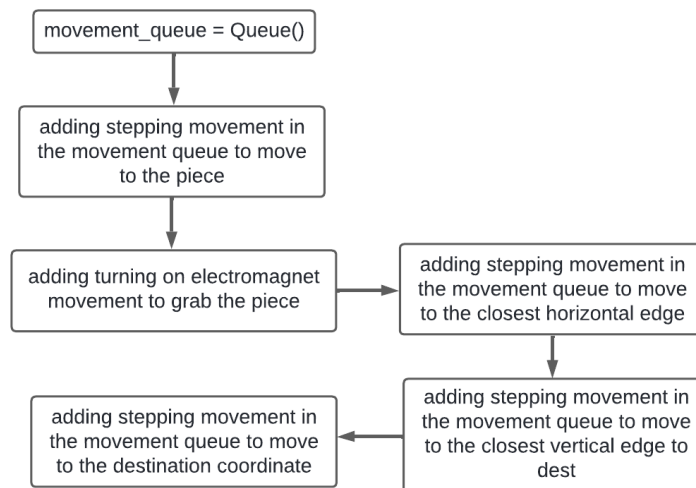 movement_queue = Queue()
adding stepping movement in
the movement queue to move
to the piece
adding turning on electromagnet
movement to grab the piece
adding stepping movement in
the movement queue to move
to the closest horizontal edge
adding stepping movement in
the movement queue to move
to the closest vertical edge to
dest
adding stepping movement in
the movement queue to move
to the destination coordinate